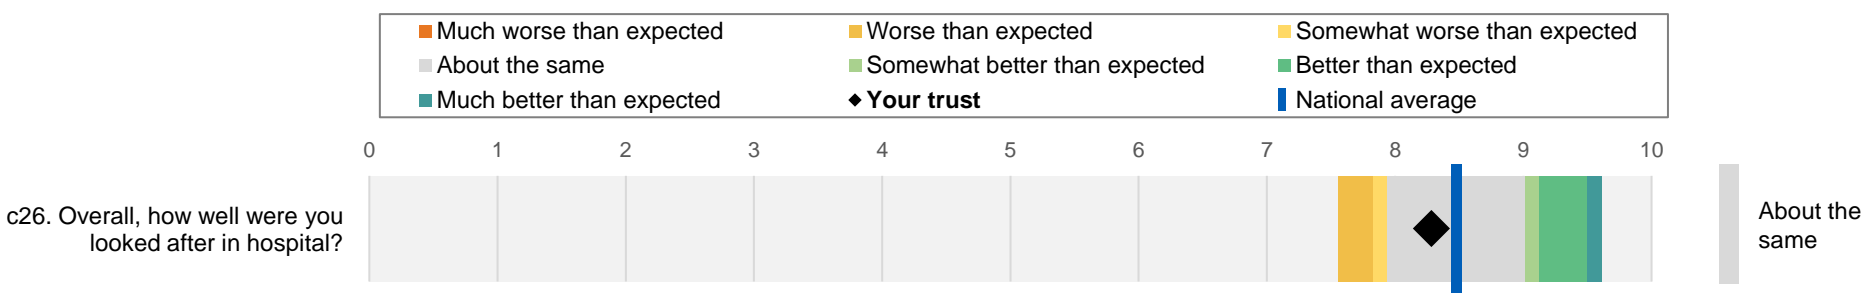 Much worse than expected
Worse than expected
Somewhat worse than expected
About the same
Somewhat better than expected
Better than expected
Much better than expected
Your trust
National average
0 1 2 3 4 5 6 7 8 9 10
c26. Overall, how well were you
looked after in hospital?
About the
same